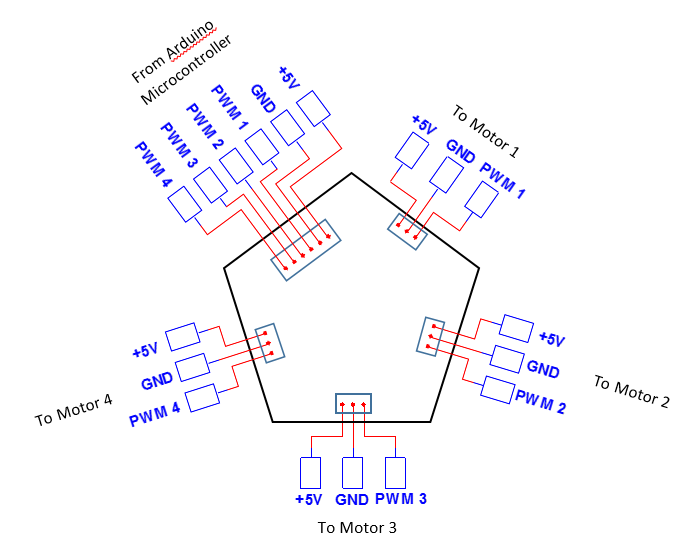 From Arduino
Microcontroller
+5V
GND
PWM 1
PWM 2
PWM 3
PWM 4
To Motor 1
+5V
GND
PWM 1
+5V
GND
PWM 2
To Motor 2
+5V
GND
PWM 4
To Motor 4
+5V
GND
PWM 3
To Motor 3